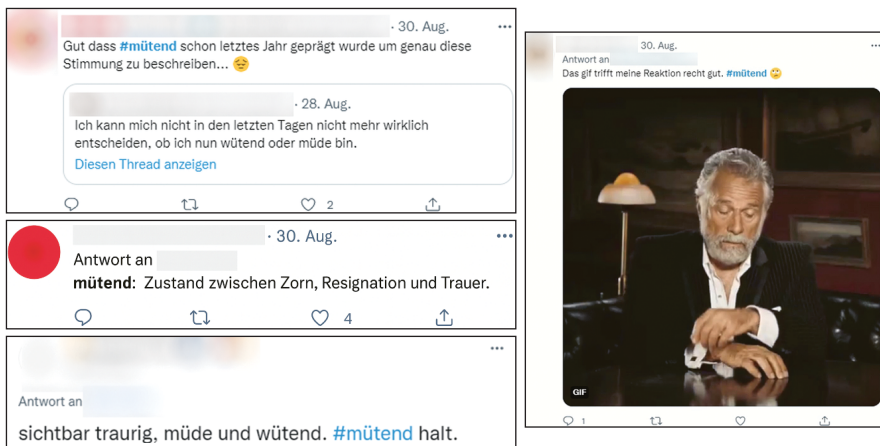 · 30. Aug.
Gut dass #mütend schon letztes Jahr geprägt wurde um genau diese
Stimmung zu beschreiben... 😔
· 28. Aug.
Ich kann mich nicht in den letzten Tagen nicht mehr wirklich
entscheiden, ob ich nun wütend oder müde bin.
Diesen Thread anzeigen
2
· 30. Aug.
Antwort an
mütend: Zustand zwischen Zorn, Resignation und Trauer.
4
Antwort an
sichtbar traurig, müde und wütend. #mütend halt.
30. Aug.
Antwort an
Das gif trifft meine Reaktion recht gut. #mütend 🙄
GIF
1